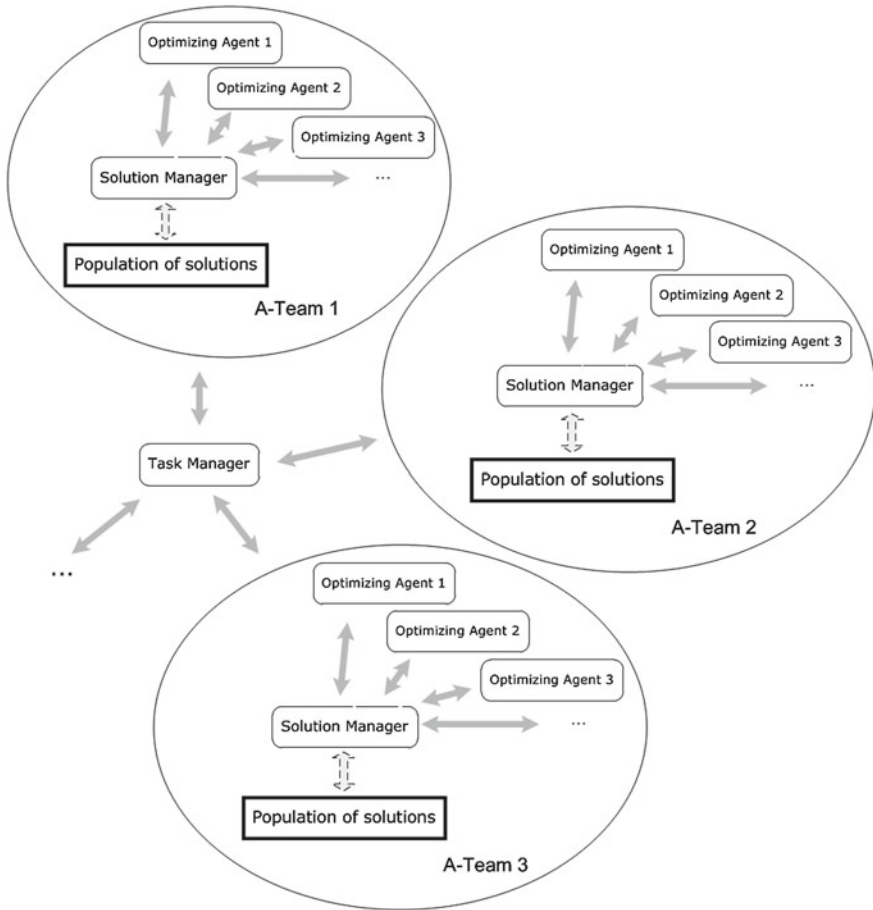 Optimizing Agent 1
Optimizing Agent 2
Optimizing Agent 3
Solution Manager
...
Population of solutions
A-Team 1
Optimizing Agent 1
Optimizing Agent 2
Optimizing Agent 3
Solution Manager
...
Population of solutions
A-Team 2
Task Manager
...
Optimizing Agent 1
Optimizing Agent 2
Optimizing Agent 3
Solution Manager
...
Population of solutions
A-Team 3